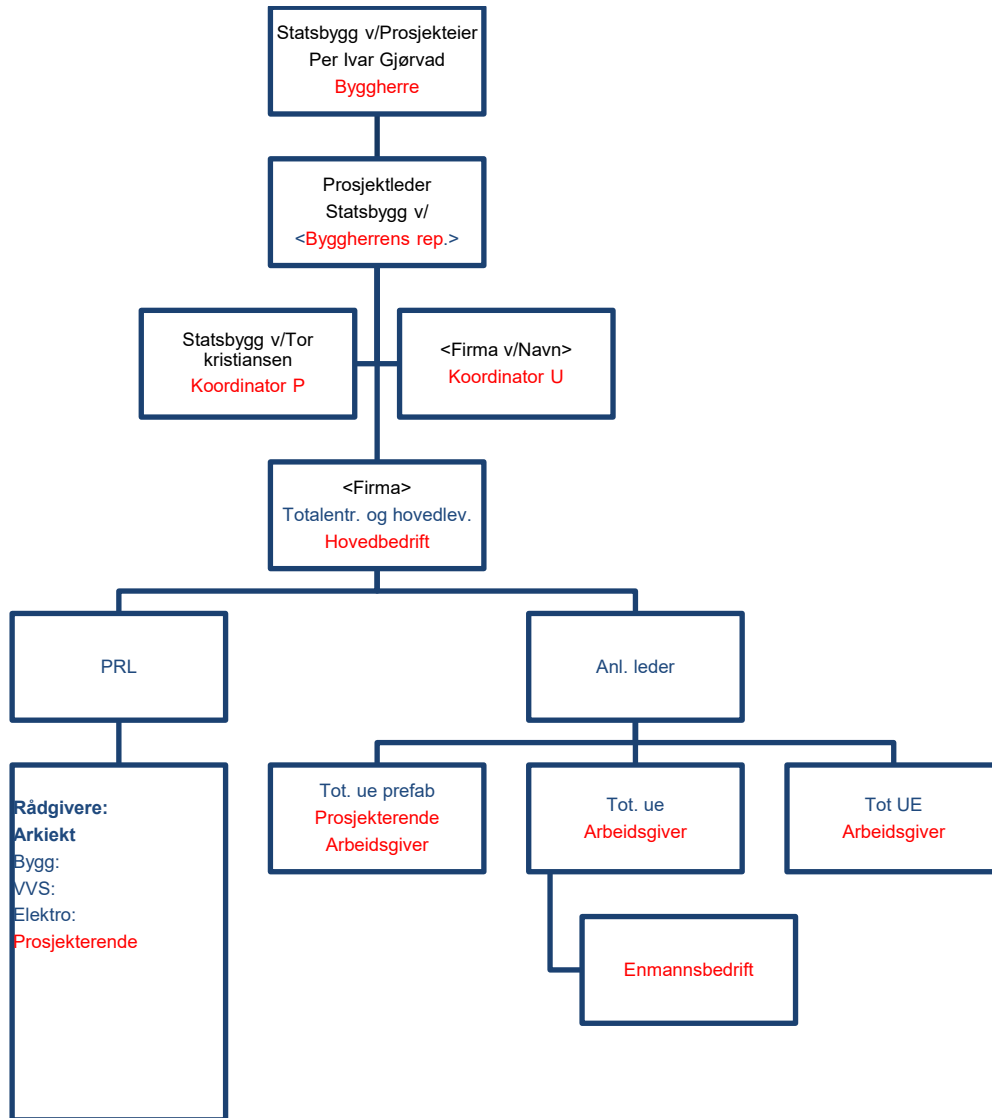 Statsbygg v/Prosjekteier
Per Ivar Gjørvad
Byggherre
Prosjektleder
Statsbygg v/
<Byggherrens rep.>
Statsbygg v/Tor
kristiansen
Koordinator P
<Firma v/Navn>
Koordinator U
<Firma>
Totalentr. og hovedlev.
Hovedbedrift
PRL
Anl. leder
Rådgivere:
Arkiekt
Bygg:
VVS:
Elektro:
Prosjekterende
Tot. ue prefab
Prosjekterende
Arbeidsgiver
Tot. ue
Arbeidsgiver
Tot UE
Arbeidsgiver
Enmannsbedrift